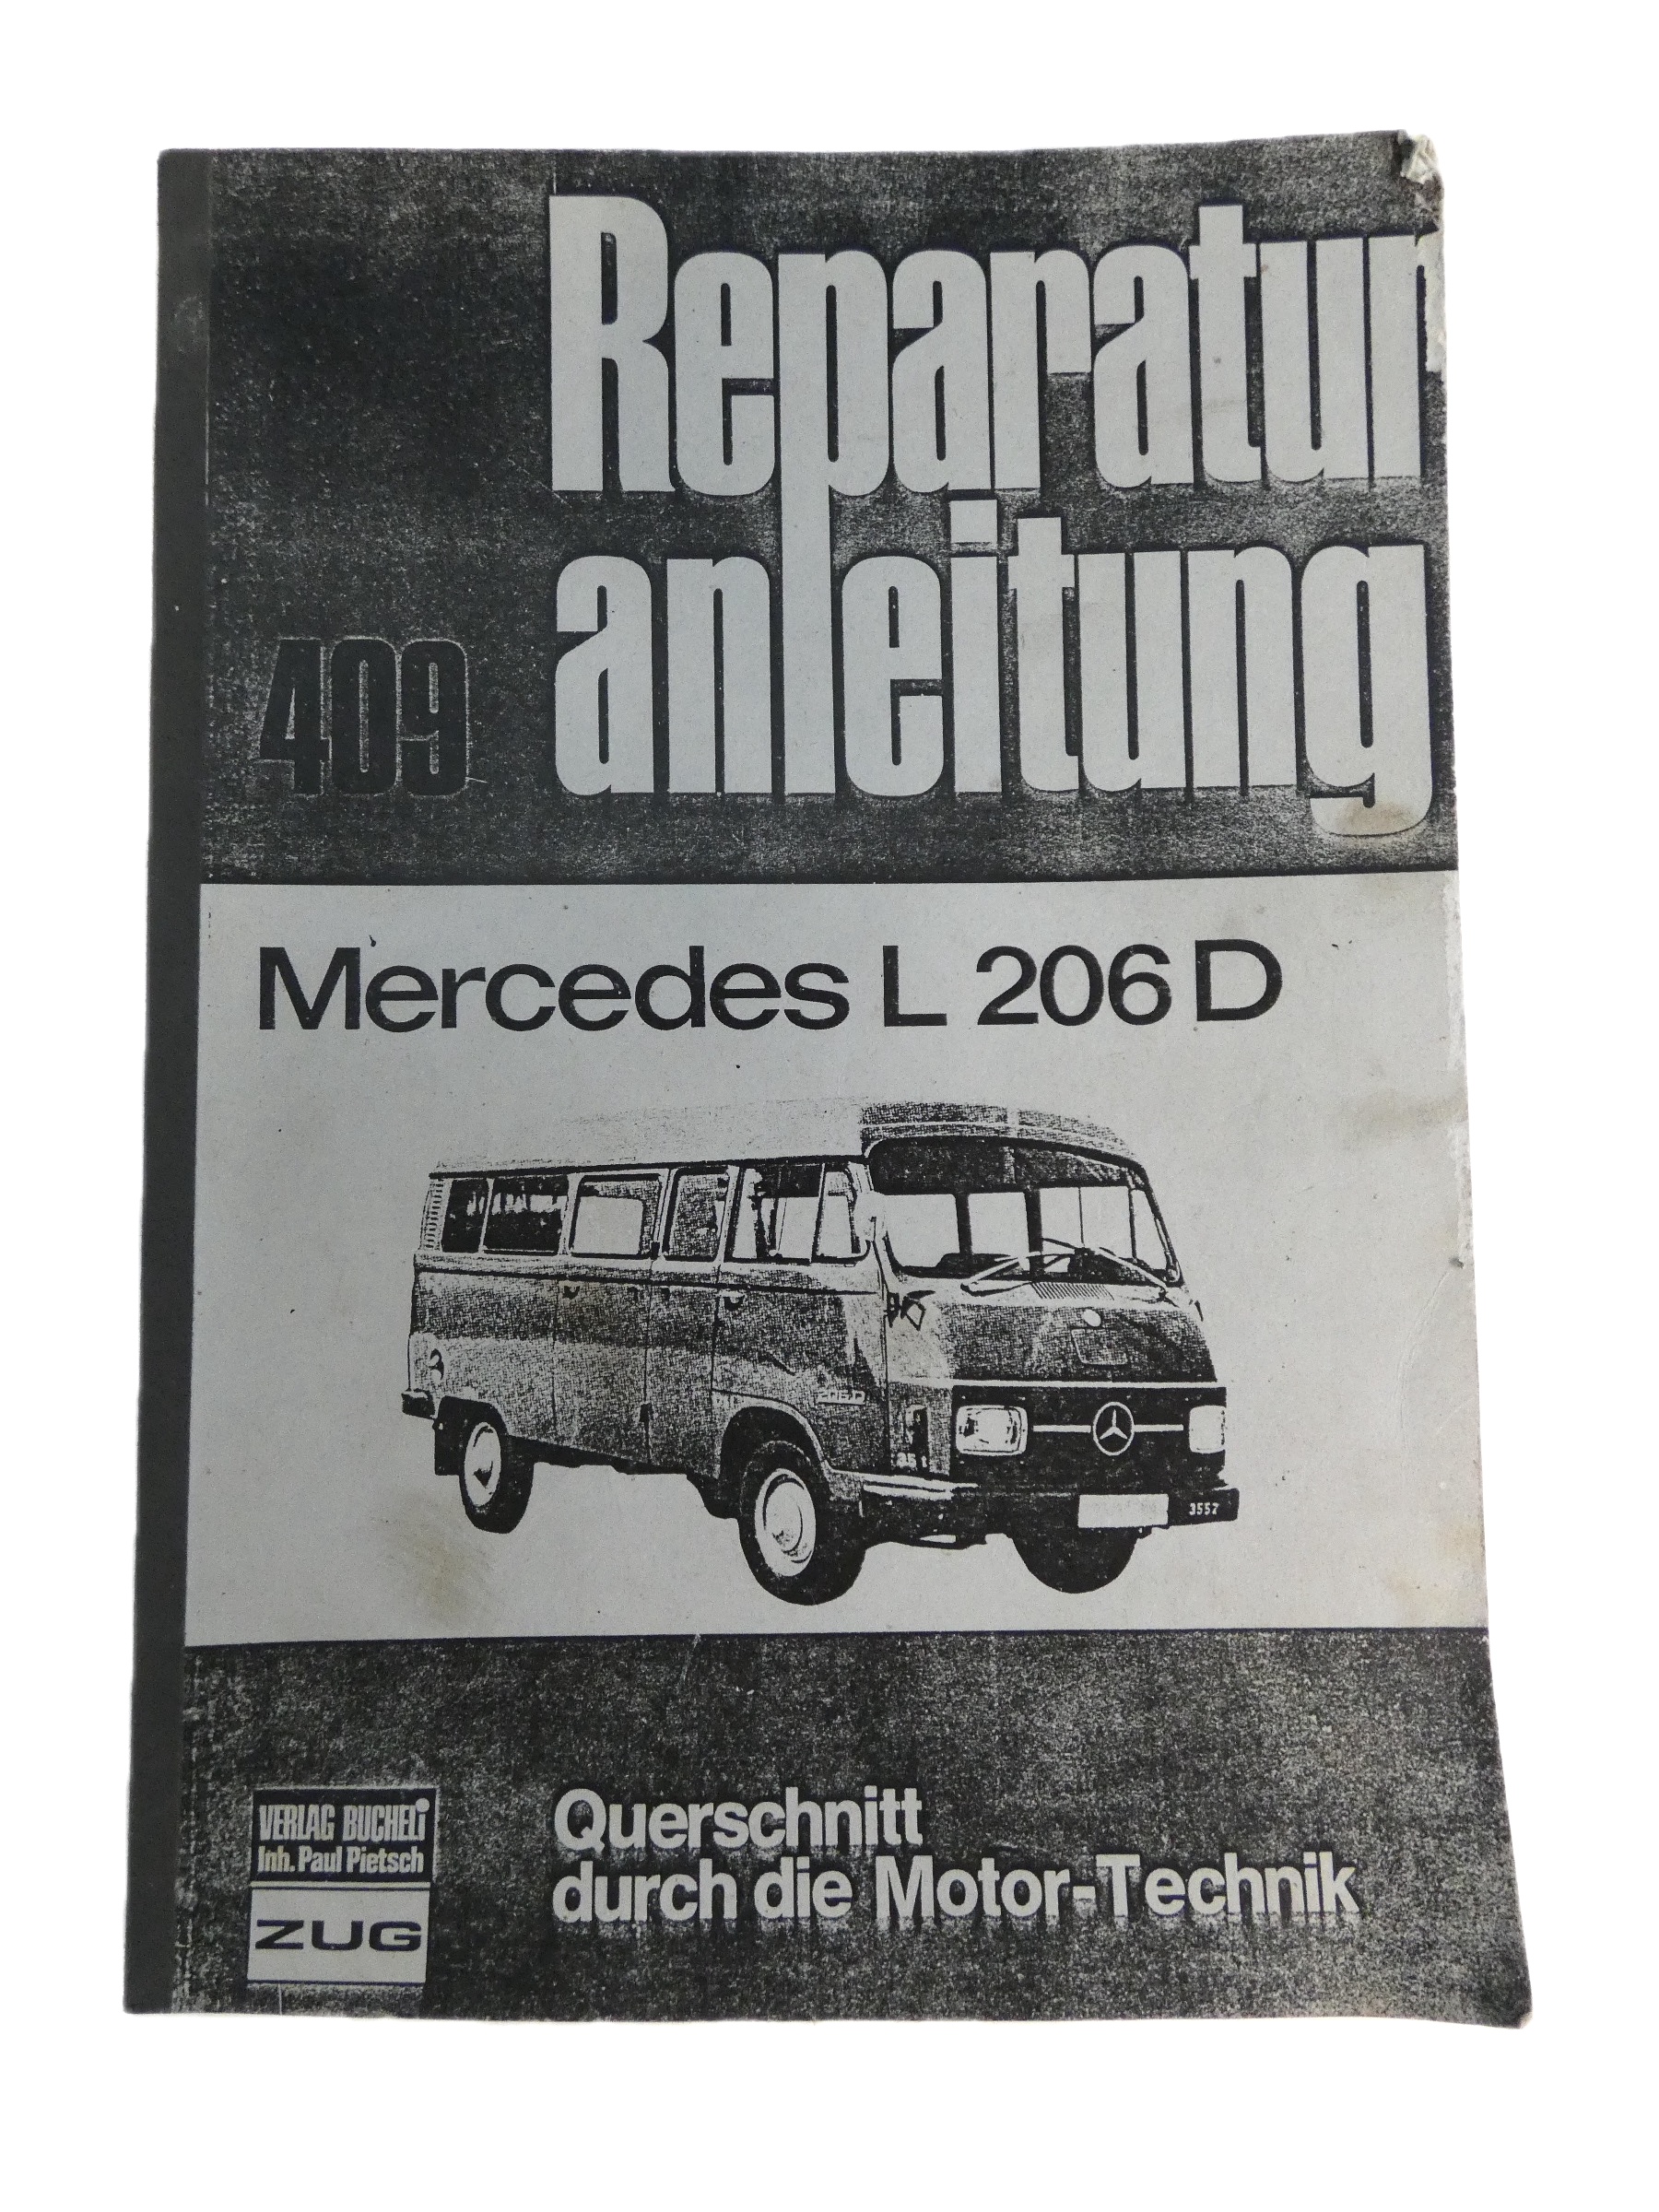 Reparatur
anleitung
409
Mercedes L 206 D
206 D
3557
VERLAG BUCHELi
Inh. Paul Pietsch
ZUG
Querschnitt
durch die Motor-Technik